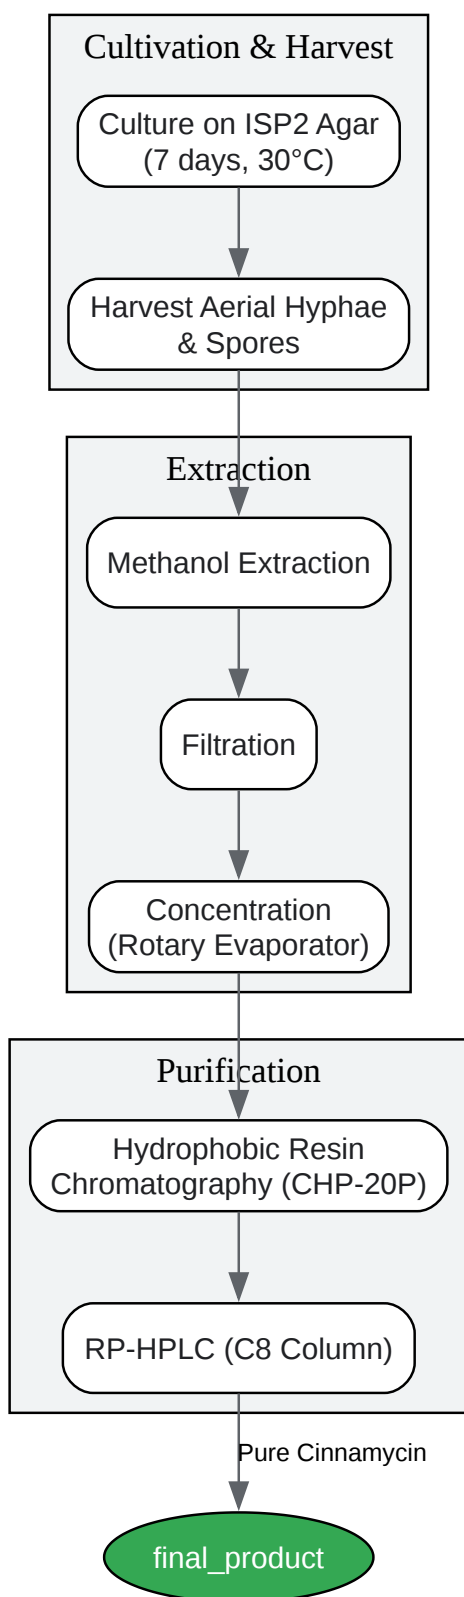 Cultivation & Harvest
Culture on ISP2 Agar
(7 days, 30°C)
Harvest Aerial Hyphae
& Spores
Extraction
Methanol Extraction
Filtration
Concentration
(Rotary Evaporator)
Purification
Hydrophobic Resin
Chromatography (CHP-20P)
RP-HPLC (C8 Column)
Pure Cinnamycin
final_product